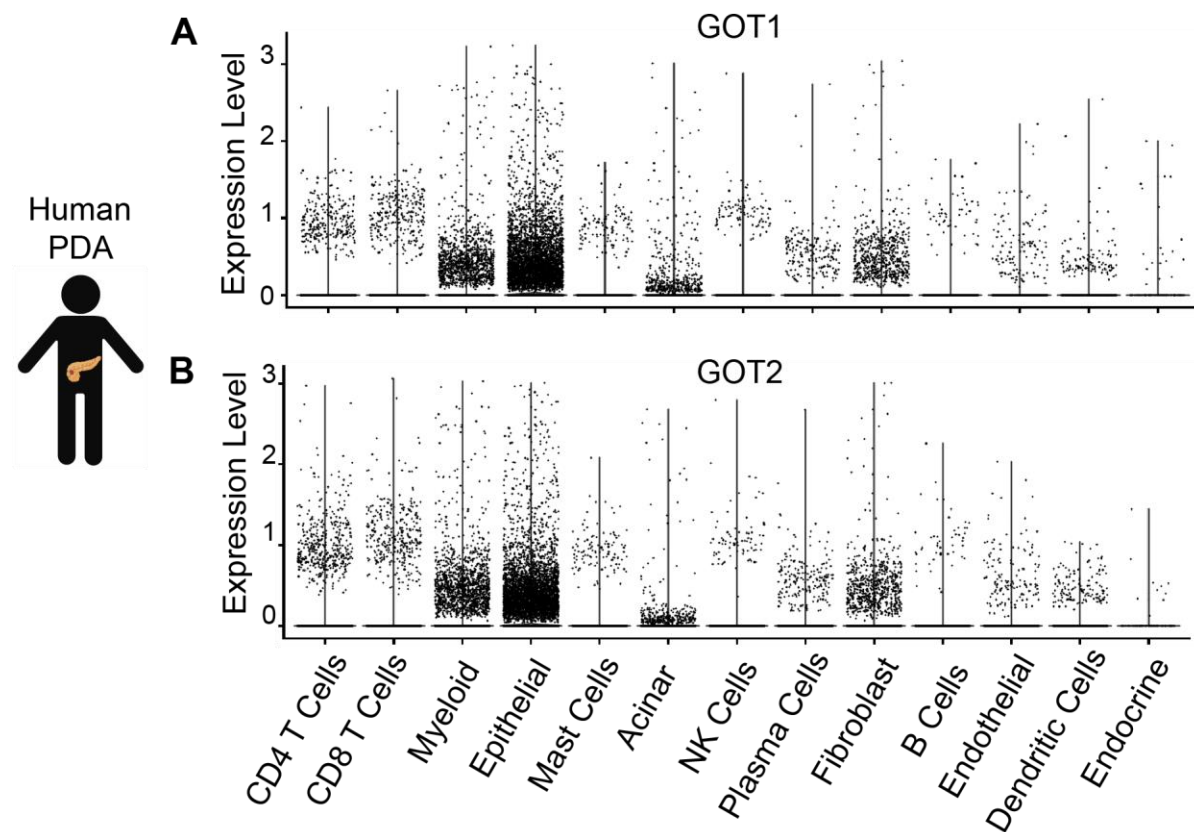 A
GOT1
Expression Level
3
2
1
0
Human
PDA
B
GOT2
Expression Level
3
2
1
0
CD4 T Cells
CD8 T Cells
Myeloid
Epithelial
Mast Cells
Acinar
NK Cells
Plasma Cells
Fibroblast
B Cells
Endothelial
Dendritic Cells
Endocrine